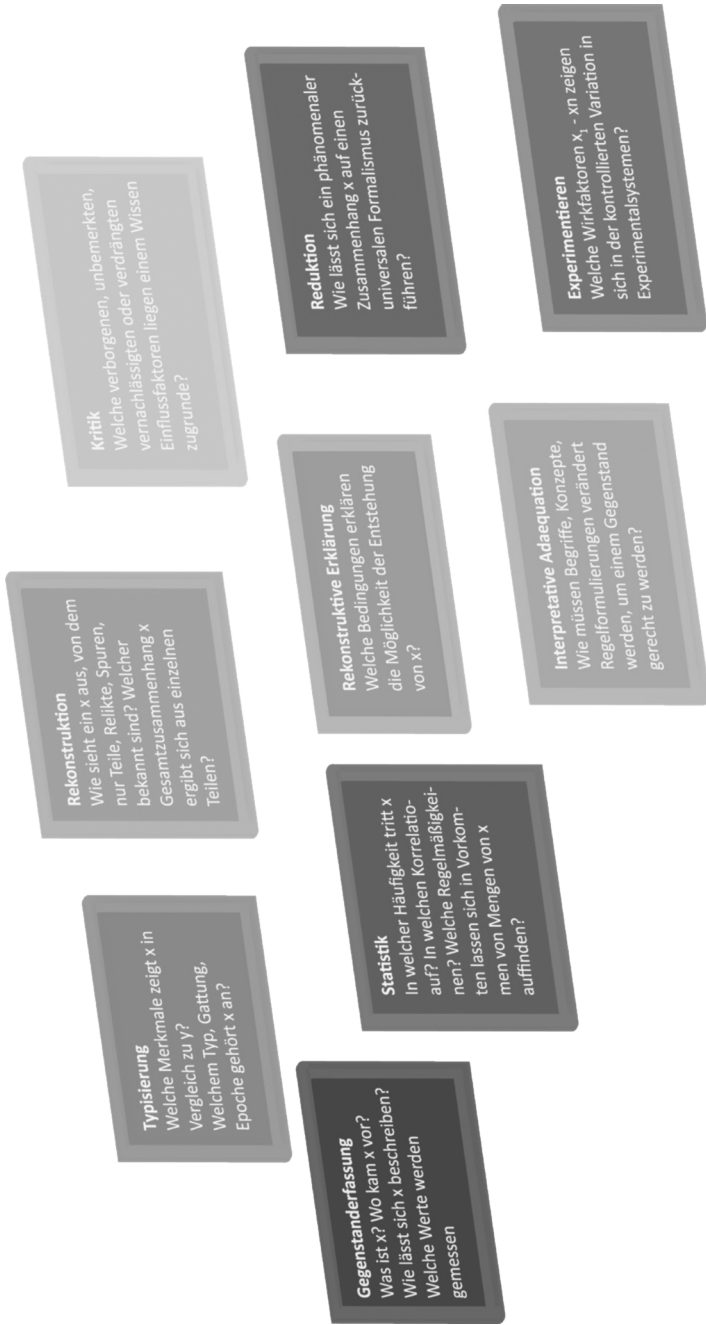 Gegenstanderfassung
Was ist x? Wo kam x vor?
Wie lässt sich x beschreiben?
Welche Werte werden
gemessen
Typisierung
Welche Merkmale zeigt x in
Vergleich zu y?
Welchem Typ, Gattung,
Epoche gehört x an?
Statistik
In welcher Häufigkeit tritt x
auf? In welchen Korrelatio-
nen? Welche Regelmäßigkei-
ten lassen sich in Vorkom-
men von Mengen von x
auffinden?
Rekonstruktion
Wie sieht ein x aus, von dem
nur Teile, Relikte, Spuren,
bekannt sind? Welcher
Gesamtzusammenhang x
ergibt sich aus einzelnen
Teilen?
Rekonstruktive Erklärung
Welche Bedingungen erklären
die Möglichkeit der Entstehung
von x?
Interpretative Adaequation
Wie müssen Begriffe, Konzepte,
Regelformulierungen verändert
werden, um einem Gegenstand
gerecht zu werden?
Kritik
Welche verborgenen, unbemerkten,
vernachlässigten oder verdrängten
Einflussfaktoren liegen einem Wissen
zugrunde?
Reduktion
Wie lässt sich ein phänomenaler
Zusammenhang x auf einen
universalen Formalismus zurück-
führen?
Experimentieren
Welche Wirkfaktoren x₁ - xn zeigen
sich in der kontrollierten Variation in
Experimentalsystemen?